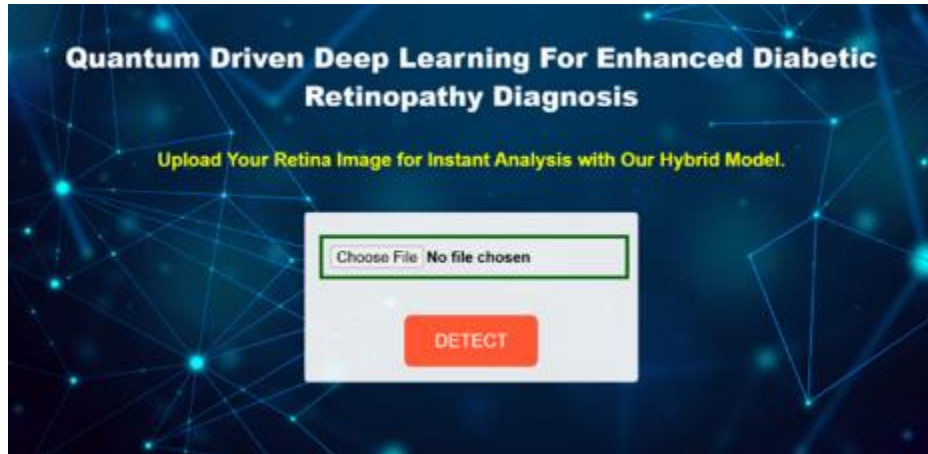 Quantum Driven Deep Learning For Enhanced Diabetic
Retinopathy Diagnosis
Upload Your Retina Image for Instant Analysis with Our Hybrid Model.
Choose File No file chosen
DETECT